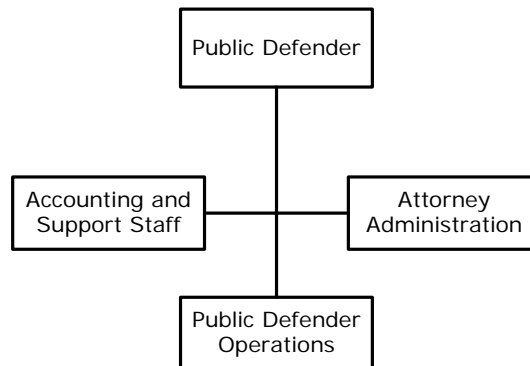 Public Defender
Accounting and
Support Staff
Attorney
Administration
Public Defender
Operations